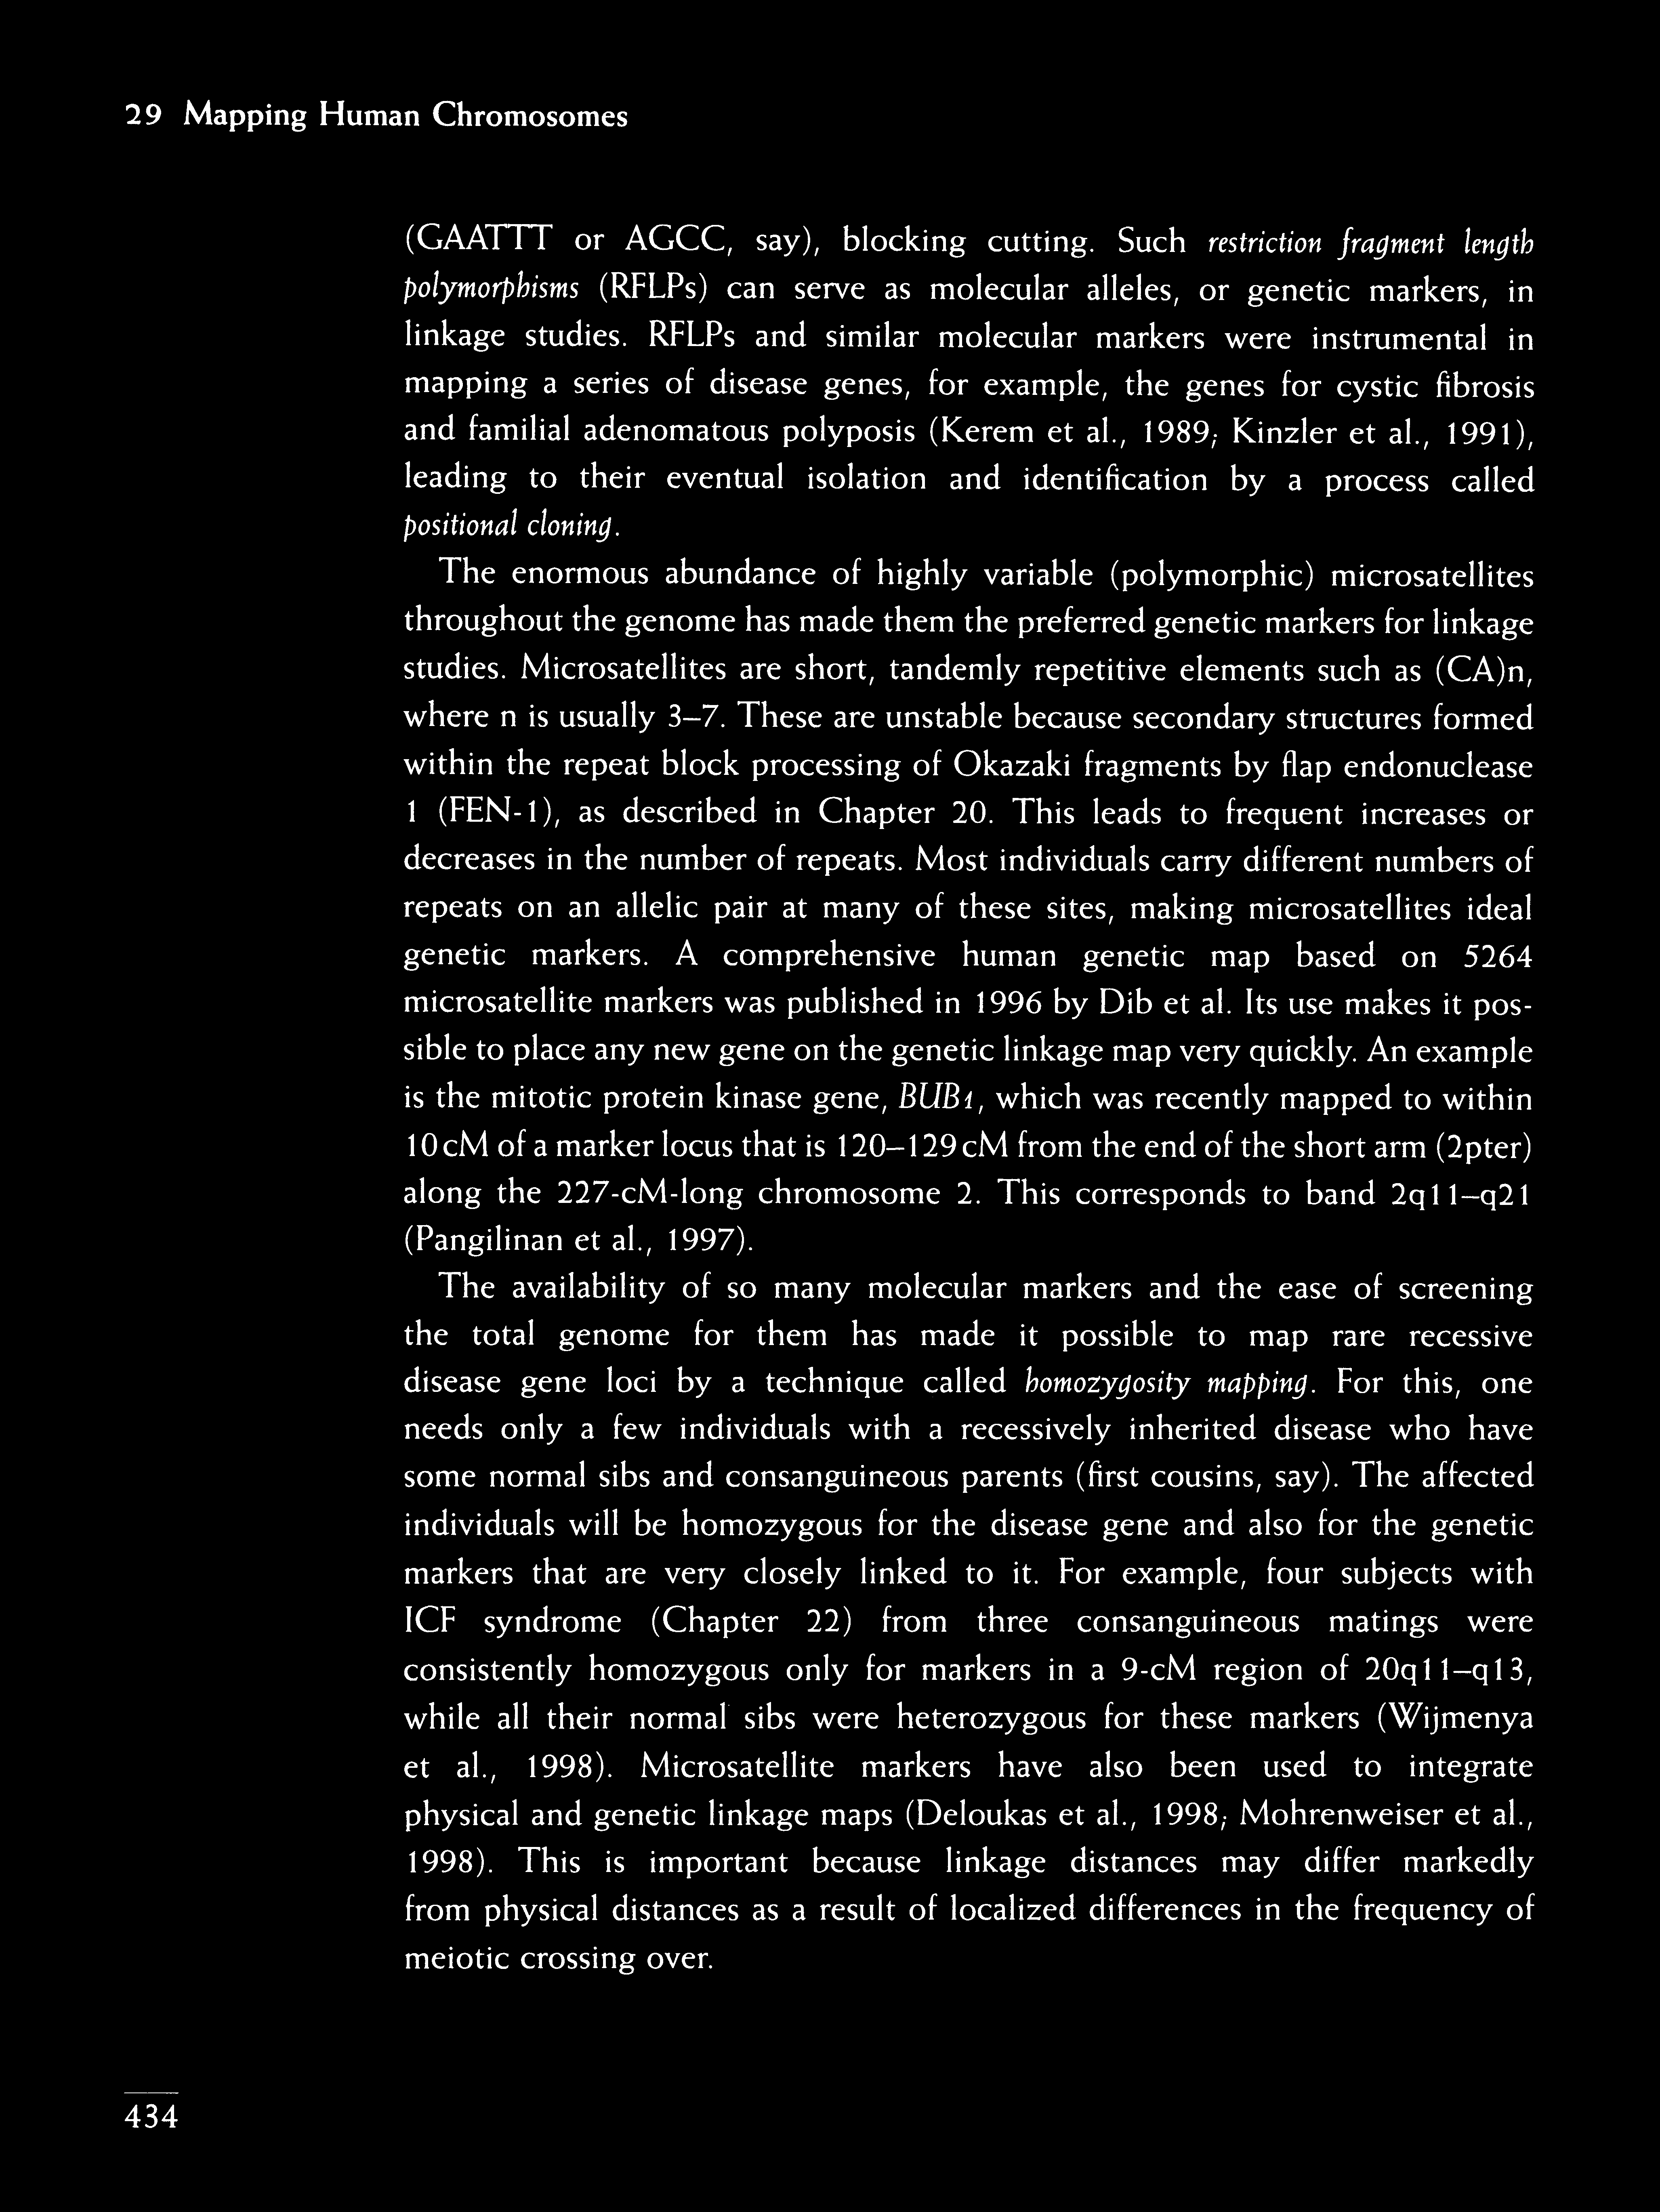 29 Mapping Human Chromosomes
(GAATTT or AGCC, say), blocking cutting. Such restriction fragment length
polymorphisms (RFLPs) can serve as molecular alleles, or genetic markers, in
linkage studies. RFLPs and similar molecular markers were instrumental in
mapping a series of disease genes, for example, the genes for cystic fibrosis
and familial adenomatous polyposis (Kerem et al., 1989; Kinzler et al., 1991),
leading to their eventual isolation and identification by a process called
positional cloning.
The enormous abundance of highly variable (polymorphic) microsatellites
throughout the genome has made them the preferred genetic markers for linkage
studies. Microsatellites are short, tandemly repetitive elements such as (CA)n,
where n is usually 3–7. These are unstable because secondary structures formed
within the repeat block processing of Okazaki fragments by flap endonuclease
1 (FEN-1), as described in Chapter 20. This leads to frequent increases or
decreases in the number of repeats. Most individuals carry different numbers of
repeats on an allelic pair at many of these sites, making microsatellites ideal
genetic markers. A comprehensive human genetic map based on 5264
microsatellite markers was published in 1996 by Dib et al. Its use makes it pos-
sible to place any new gene on the genetic linkage map very quickly. An example
is the mitotic protein kinase gene, BUB1, which was recently mapped to within
10 cM of a marker locus that is 120–129 cM from the end of the short arm (2pter)
along the 227-cM-long chromosome 2. This corresponds to band 2q11–q21
(Pangilinan et al., 1997).
The availability of so many molecular markers and the ease of screening
the total genome for them has made it possible to map rare recessive
disease gene loci by a technique called homozygosity mapping. For this, one
needs only a few individuals with a recessively inherited disease who have
some normal sibs and consanguineous parents (first cousins, say). The affected
individuals will be homozygous for the disease gene and also for the genetic
markers that are very closely linked to it. For example, four subjects with
ICF syndrome (Chapter 22) from three consanguineous matings were
consistently homozygous only for markers in a 9-cM region of 20q11–q13,
while all their normal sibs were heterozygous for these markers (Wijmenya
et al., 1998). Microsatellite markers have also been used to integrate
physical and genetic linkage maps (Deloukas et al., 1998; Mohrenweiser et al.,
1998). This is important because linkage distances may differ markedly
from physical distances as a result of localized differences in the frequency of
meiotic crossing over.
434